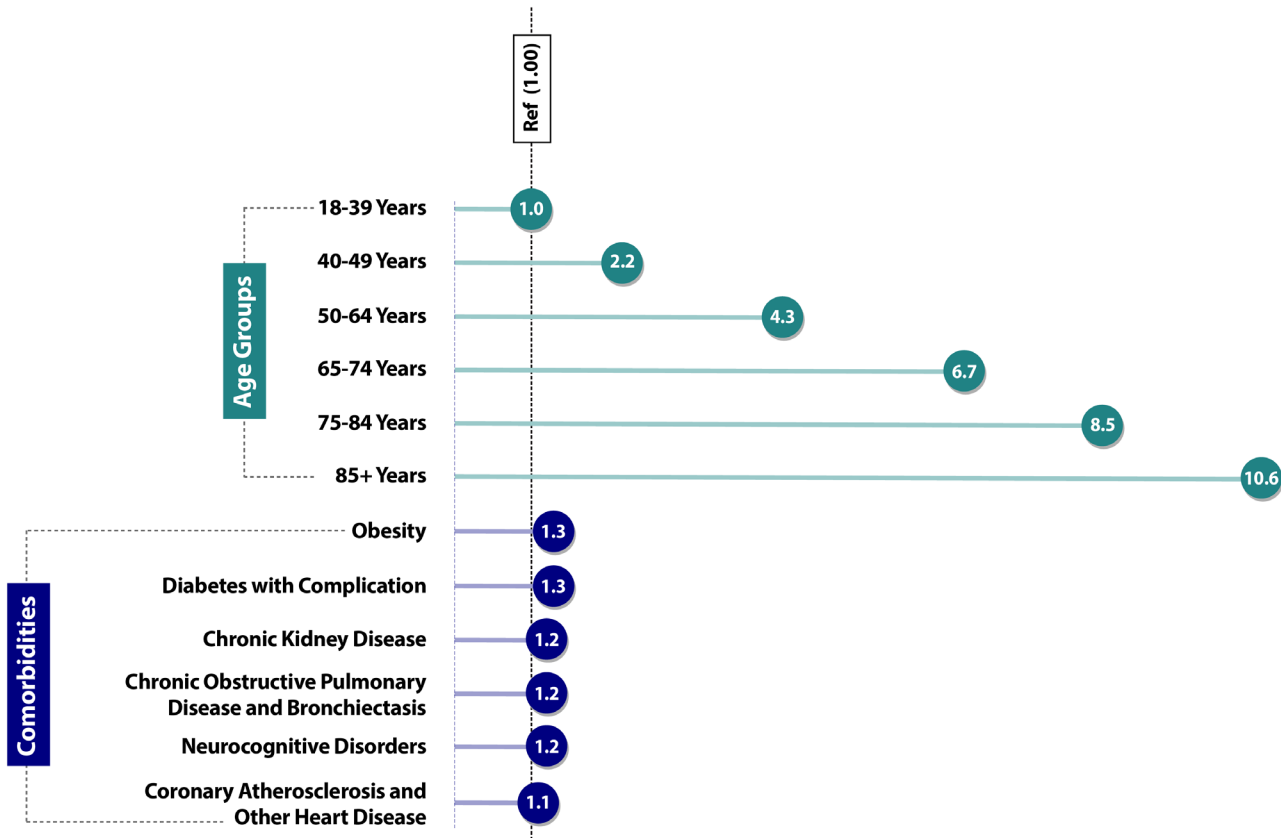 Ref (1.00)
Age Groups
18-39 Years
1.0
40-49 Years
2.2
50-64 Years
4.3
65-74 Years
6.7
75-84 Years
8.5
85+ Years
10.6
Comorbidities
Obesity
1.3
Diabetes with Complication
1.3
Chronic Kidney Disease
1.2
Chronic Obstructive Pulmonary
Disease and Bronchiectasis
1.2
Neurocognitive Disorders
1.2
Coronary Atherosclerosis and
Other Heart Disease
1.1